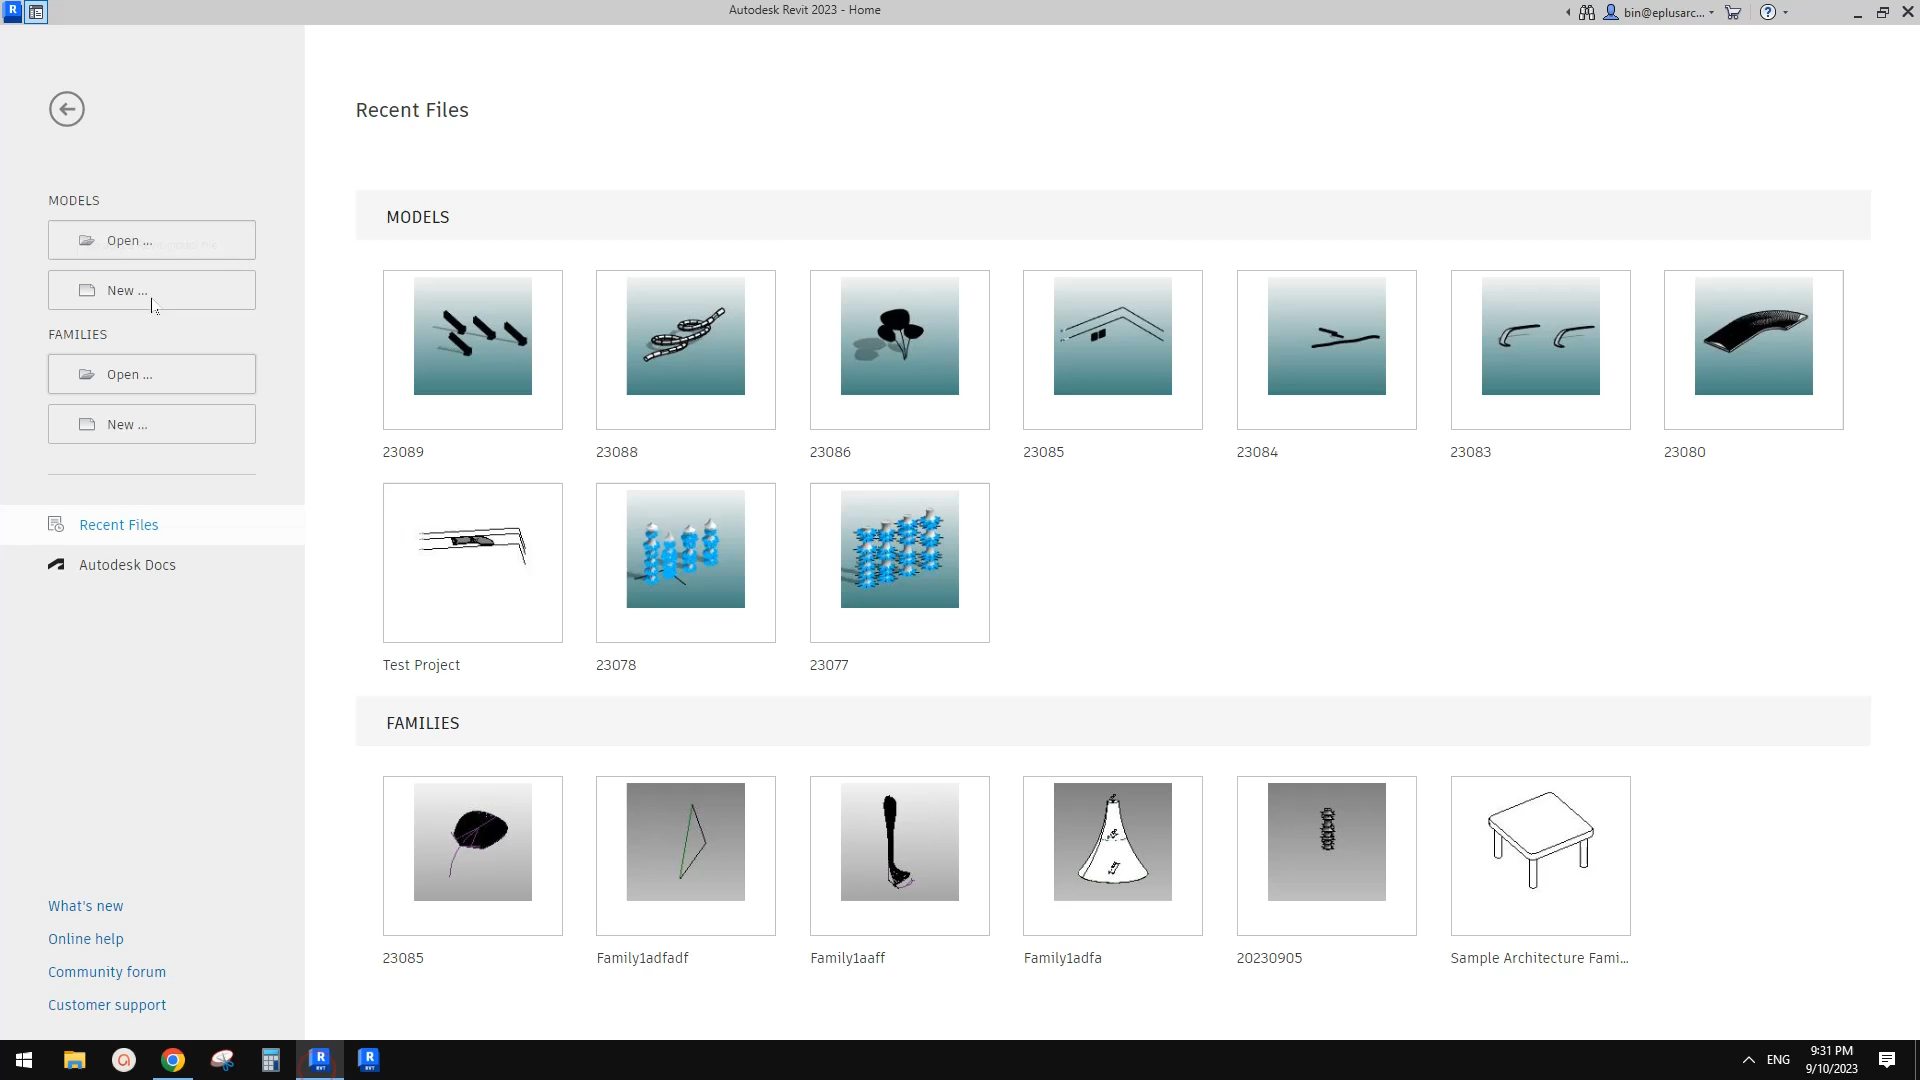 Autodesk Revit 2023 - Home
bin@eplusarc...
Recent Files
MODELS
Open ...
New ...
FAMILIES
Open ...
New ...
Recent Files
Autodesk Docs
What's new
Online help
Community forum
Customer support
MODELS
23089
23088
23086
23085
23084
23083
23080
Test Project
23078
23077
FAMILIES
23085
Family1adfadf
Family1aaff
Family1adfa
20230905
Sample Architecture Fami...
ENG
9:31 PM
9/10/2023